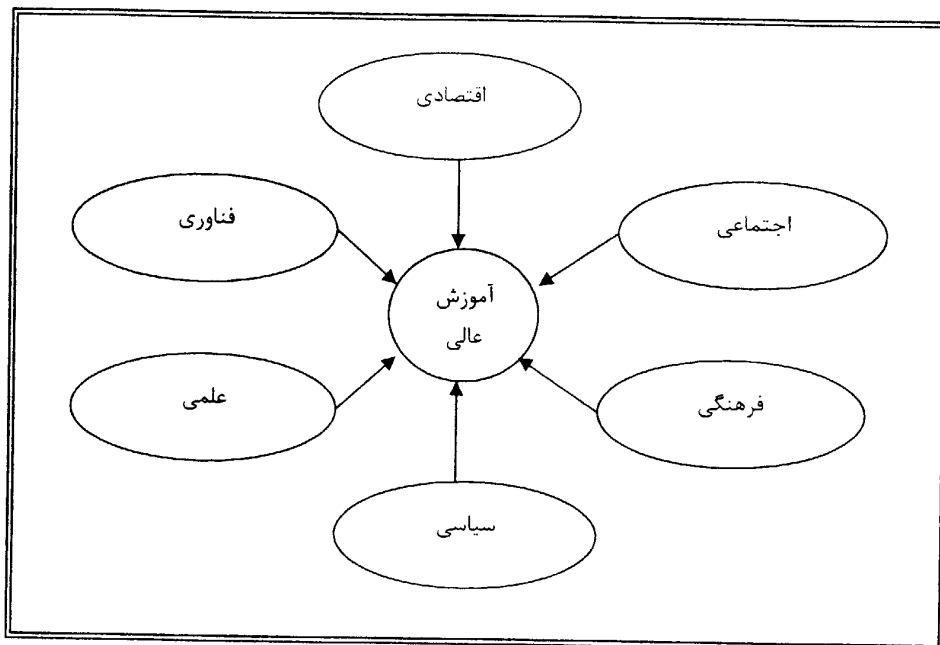 اقتصادی
اجتماعی
فناوری
آموزش
عالی
فرهنگی
علمی
سیاسی